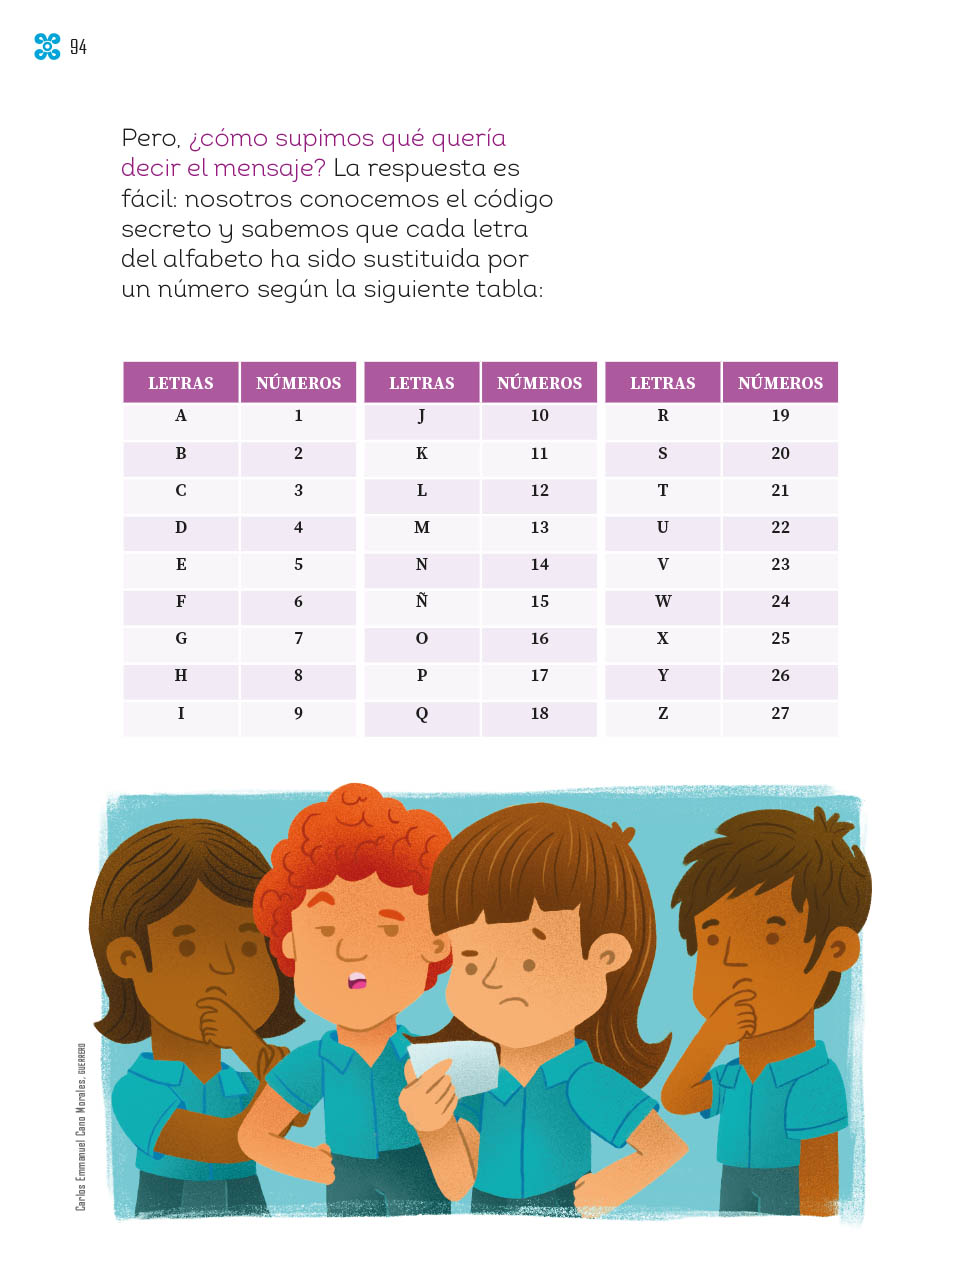 94
Pero, ¿cómo supimos qué quería
decir el mensaje? La respuesta es
fácil: nosotros conocemos el código
secreto y sabemos que cada letra
del alfabeto ha sido sustituida por
un número según la siguiente tabla:
LETRAS NÚMEROS LETRAS NÚMEROS LETRAS NÚMEROS
A 1 J 10 R 19
B 2 K 11 S 20
C 3 L 12 T 21
D 4 M 13 U 22
E 5 N 14 V 23
F 6 Ñ 15 W 24
G 7 O 16 X 25
H 8 P 17 Y 26
I 9 Q 18 Z 27
Carlos Emmanuel Cano Morales, GUERRERO